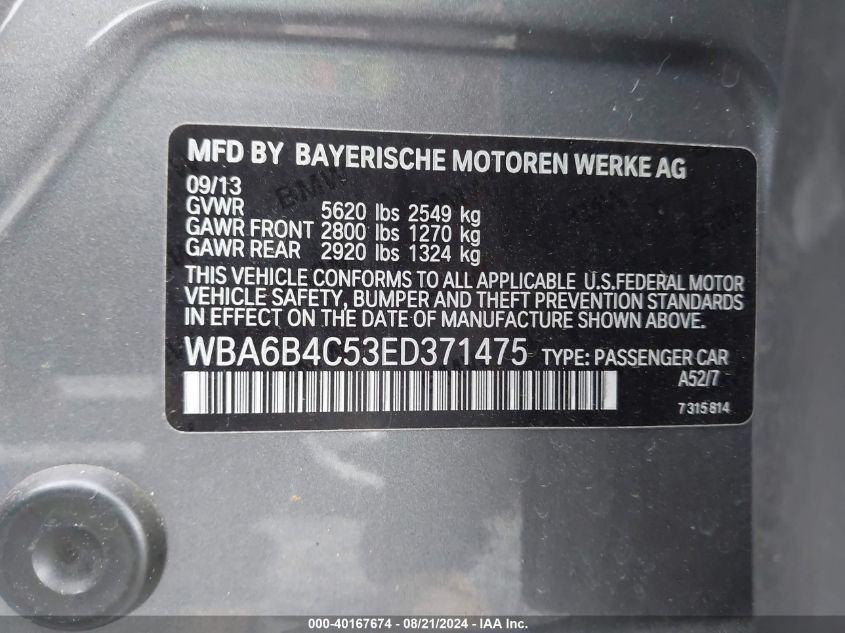 MFD BY BAYERISCHE MOTOREN WERKE AG
09/13
GVWR 5620 lbs 2549 kg
GAWR FRONT 2800 lbs 1270 kg
GAWR REAR 2920 lbs 1324 kg
THIS VEHICLE CONFORMS TO ALL APPLICABLE U.S.FEDERAL MOTOR
VEHICLE SAFETY, BUMPER AND THEFT PREVENTION STANDARDS
IN EFFECT ON THE DATE OF MANUFACTURE SHOWN ABOVE.
WBA6B4C53ED371475 TYPE: PASSENGER CAR
A52/7
7315814
000-40167674 - 08/21/2024 - IAA Inc.